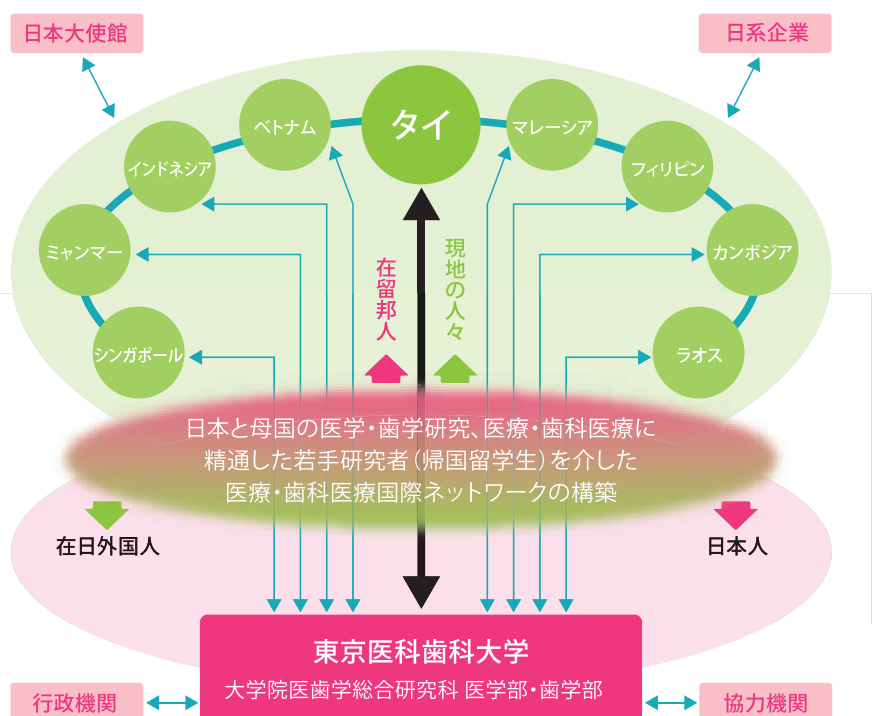 日本大使館
日系企業
タイ
ベトナム
マレーシア
インドネシア
フィリピン
ミャンマー
カンボジア
シンガポール
ラオス
在留邦人
現地の人々
日本と母国の医学・歯学研究、医療・歯科医療に
精通した若手研究者（帰国留学生）を介した
医療・歯科医療国際ネットワークの構築
在日外国人
日本人
東京医科歯科大学
大学院医歯学総合研究科 医学部・歯学部
行政機関
協力機関